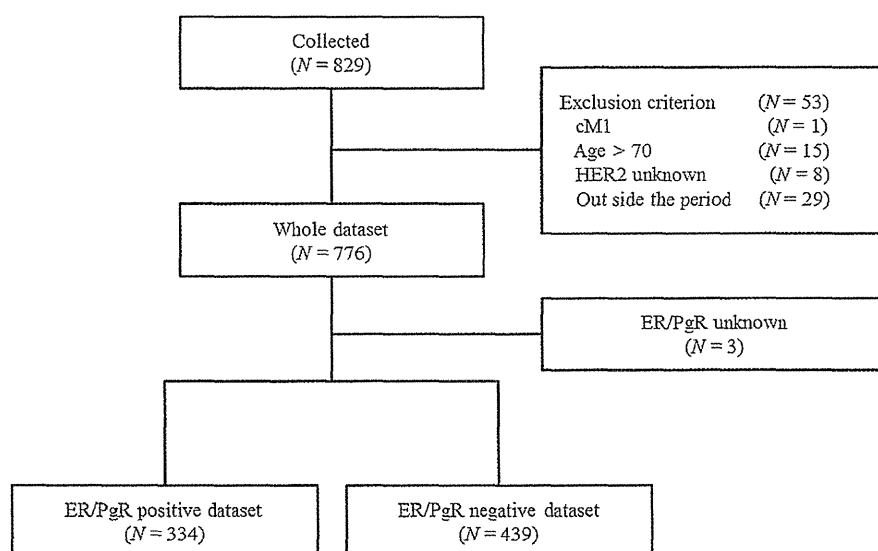 Collected
(N = 829)
Exclusion criterion (N = 53)
cM1 (N = 1)
Age > 70 (N = 15)
HER2 unknown (N = 8)
Out side the period (N = 29)
Whole dataset
(N = 776)
ER/PgR unknown
(N = 3)
ER/PgR positive dataset
(N = 334)
ER/PgR negative dataset
(N = 439)